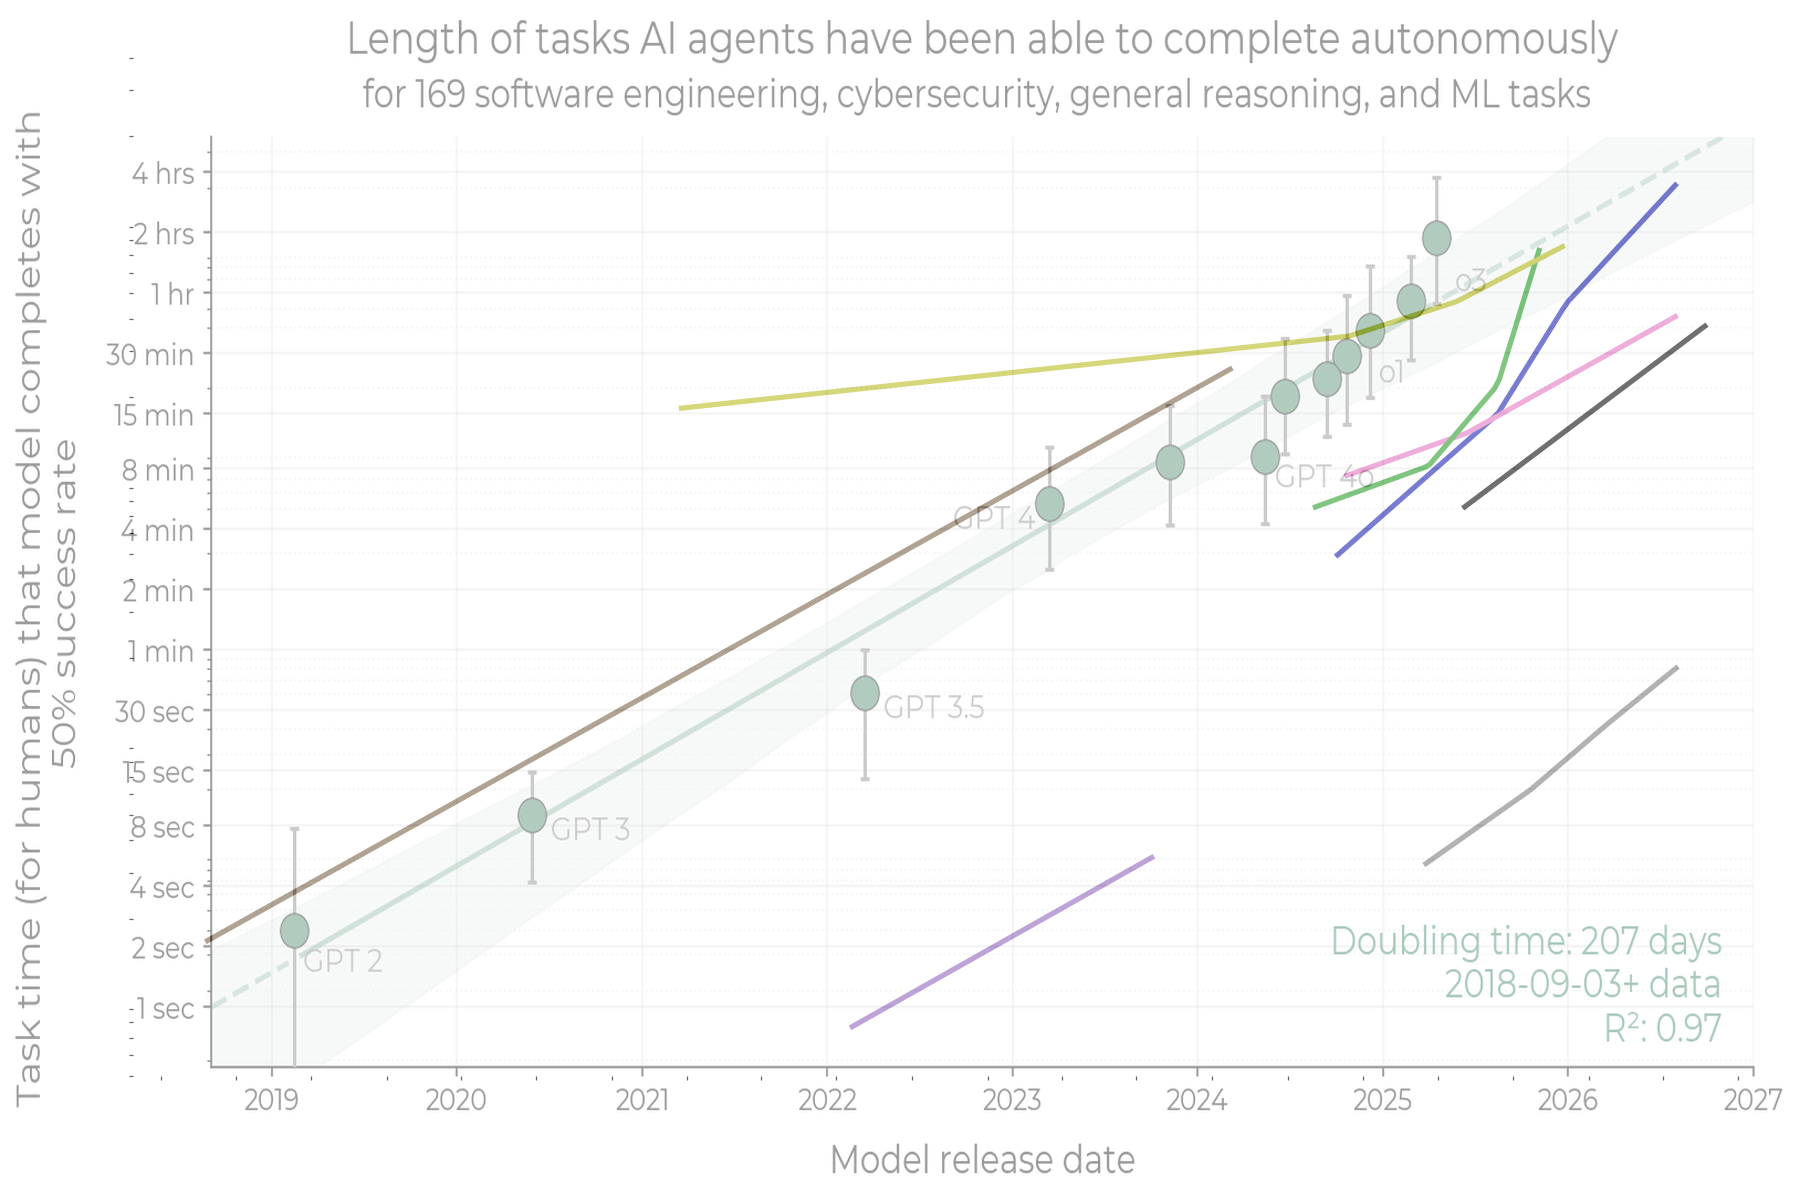 Length of tasks AI agents have been able to complete autonomously
for 169 software engineering, cybersecurity, general reasoning, and ML tasks
Task time (for humans) that model completes with
50% success rate
4 hrs
2 hrs
1 hr
30 min
15 min
8 min
4 min
2 min
1 min
30 sec
15 sec
8 sec
4 sec
2 sec
1 sec
o3
o1
GPT 4o
GPT 4
GPT 3.5
GPT 3
GPT 2
Doubling time: 207 days
2018-09-03+ data
R²: 0.97
2019 2020 2021 2022 2023 2024 2025 2026 2027
Model release date